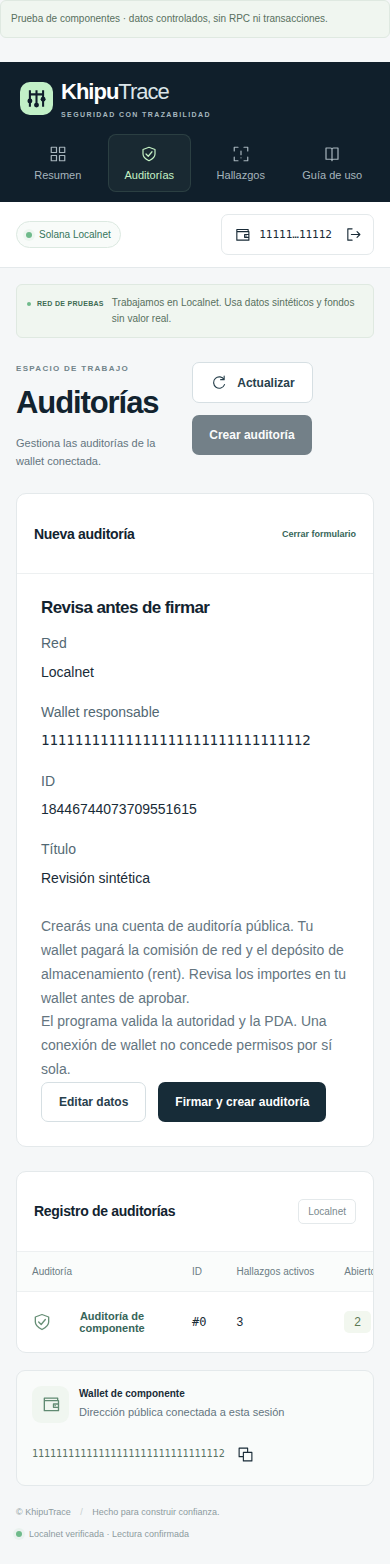 Prueba de componentes · datos controlados, sin RPC ni transacciones.
KhipuTrace
SEGURIDAD CON TRAZABILIDAD
Resumen
Auditorías
Hallazgos
Guía de uso
Solana Localnet
11111…11112
RED DE PRUEBAS
Trabajamos en Localnet. Usa datos sintéticos y fondos
sin valor real.
ESPACIO DE TRABAJO
Auditorías
Gestiona las auditorías de la
wallet conectada.
Actualizar
Crear auditoría
Nueva auditoría
Cerrar formulario
Revisa antes de firmar
Red
Localnet
Wallet responsable
11111111111111111111111111111112
ID
18446744073709551615
Título
Revisión sintética
Crearás una cuenta de auditoría pública. Tu
wallet pagará la comisión de red y el depósito de
almacenamiento (rent). Revisa los importes en tu
wallet antes de aprobar.
El programa valida la autoridad y la PDA. Una
conexión de wallet no concede permisos por sí
sola.
Editar datos
Firmar y crear auditoría
Registro de auditorías
Localnet
Auditoría
ID
Hallazgos activos
Abierto
Auditoría de
componente
#0
3
2
Wallet de componente
Dirección pública conectada a esta sesión
11111111111111111111111111111112
© KhipuTrace / Hecho para construir confianza.
Localnet verificada · Lectura confirmada